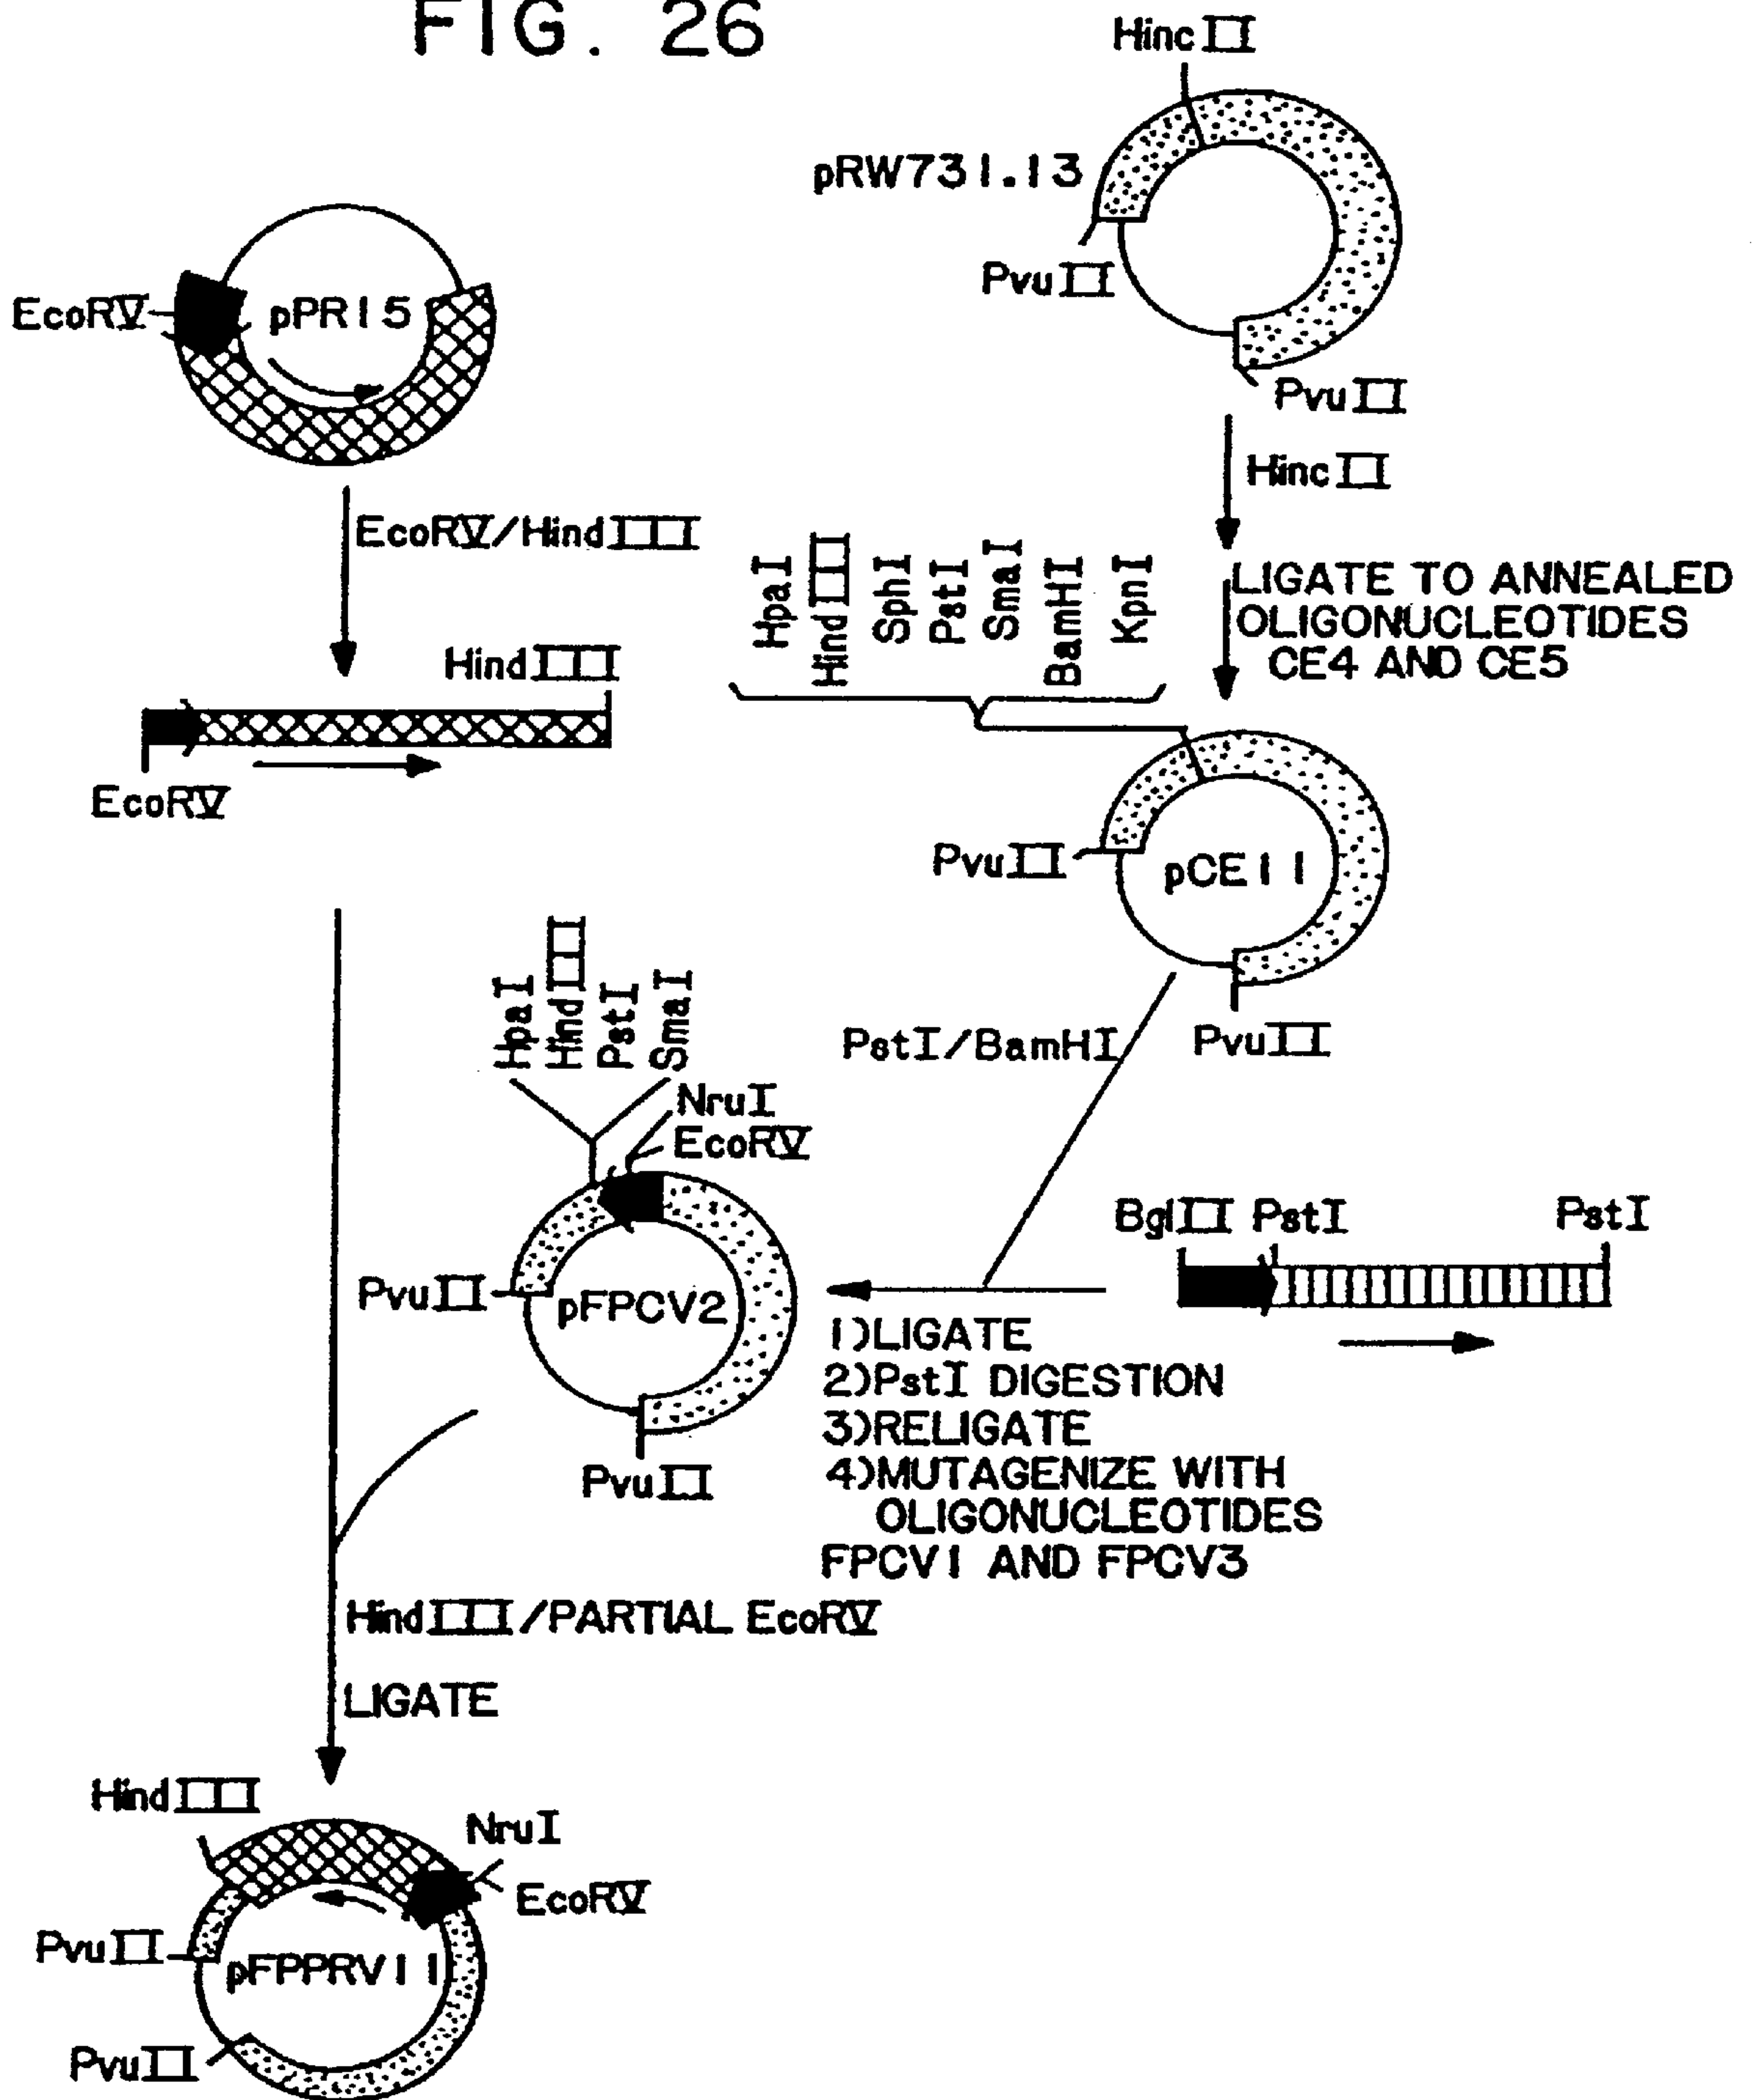 FIG. 26
HincII
pRW731.13
PvuII
PvuII
EcoRV
pPR15
HincII
EcoRV/HindIII
HpaI
HindIII
SphI
PstI
SmaI
BamHI
KpnI
LIGATE TO ANNEALED
OLIGONUCLEOTIDES
CE4 AND CE5
HindIII
EcoRV
PvuII
pCE11
PvuII
PstI/BamHI
HpaI
HindIII
PstI
SmaI
NruI
EcoRV
PvuII
pFPCV2
PvuII
BglII PstI PstI
1)LIGATE
2)PstI DIGESTION
3)RELIGATE
4)MUTAGENIZE WITH
OLIGONUCLEOTIDES
FPCV1 AND FPCV3
HindIII/PARTIAL EcoRV
LIGATE
HindIII
NruI
EcoRV
PvuII
pFPPRV11
PvuII